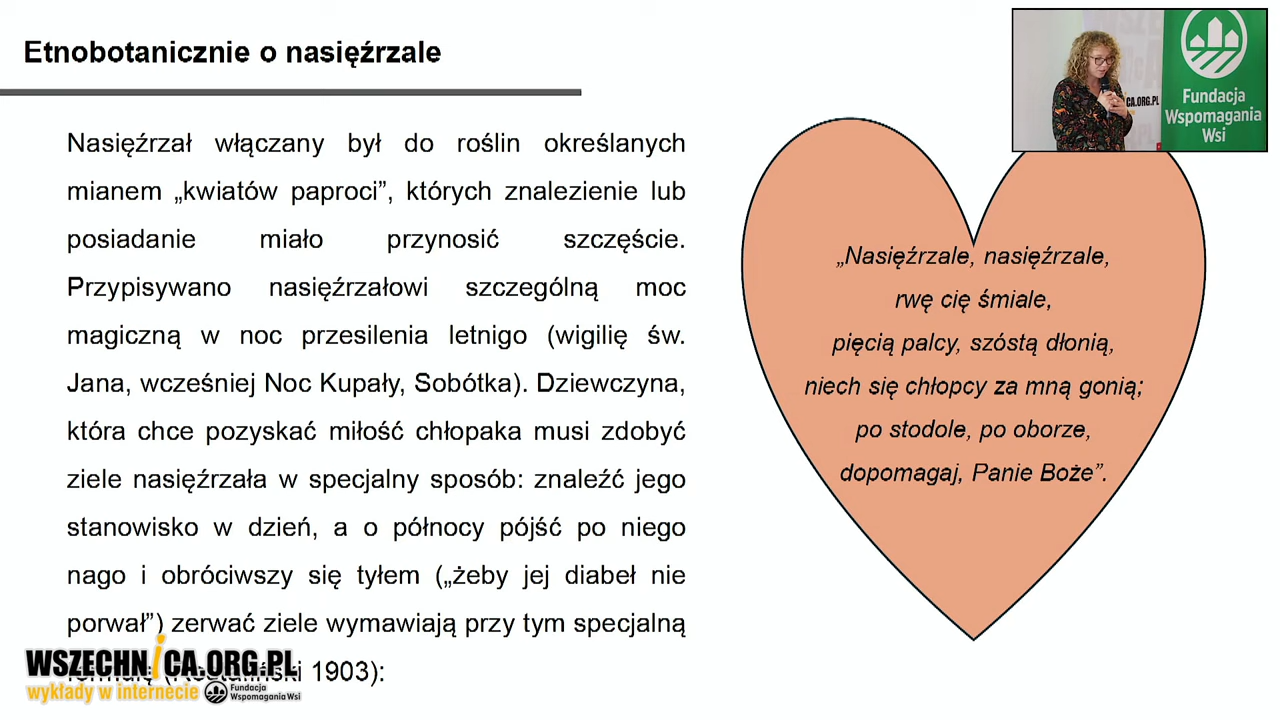 Etnobotanicznie o nasięźrzale
Nasięźrzał włączany był do roślin określanych
mianem „kwiatów paproci”, których znalezienie lub
posiadanie miało przynosić szczęście.
Przypisywano nasięźrzałowi szczególną moc
magiczną w noc przesilenia letnigo (wigilię św.
Jana, wcześniej Noc Kupały, Sobótka). Dziewczyna,
która chce pozyskać miłość chłopaka musi zdobyć
ziele nasięźrzała w specjalny sposób: znaleźć jego
stanowisko w dzień, a o północy pójść po niego
nago i obróciwszy się tyłem („żeby jej diabeł nie
porwał”) zerwać ziele wymawiają przy tym specjalną
1903):
„Nasięźrzale, nasięźrzale,
rwę cię śmiale,
pięcią palcy, szóstą dłonią,
niech się chłopcy za mną gonią;
po stodole, po oborze,
dopomagaj, Panie Boże”.
CA.ORG.PL
Fundacja
Wspomagania
Wsi
WSZECHNICA.ORG.PL
wykłady w internecie
Fundacja
Wspomagania Wsi